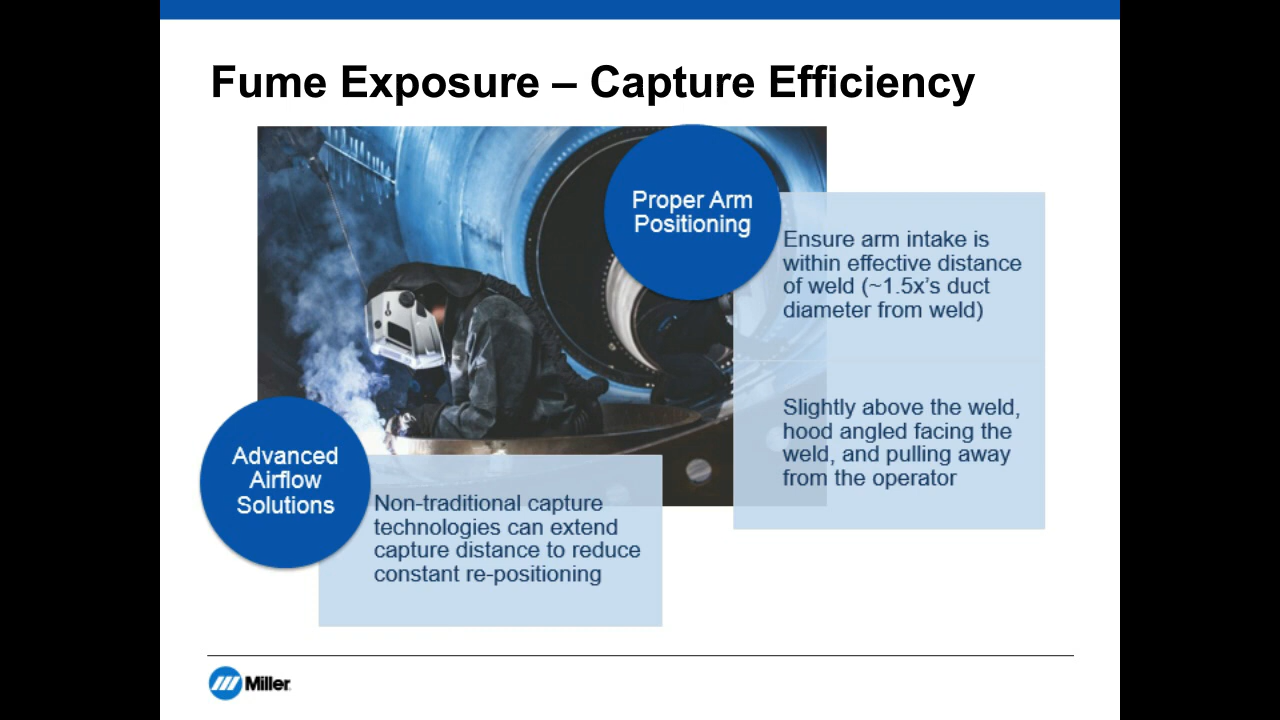 Fume Exposure – Capture Efficiency
Proper Arm
Positioning
Ensure arm intake is
within effective distance
of weld (~1.5x’s duct
diameter from weld)
Slightly above the weld,
hood angled facing the
weld, and pulling away
from the operator
Advanced
Airflow
Solutions
Non-traditional capture
technologies can extend
capture distance to reduce
constant re-positioning
Miller